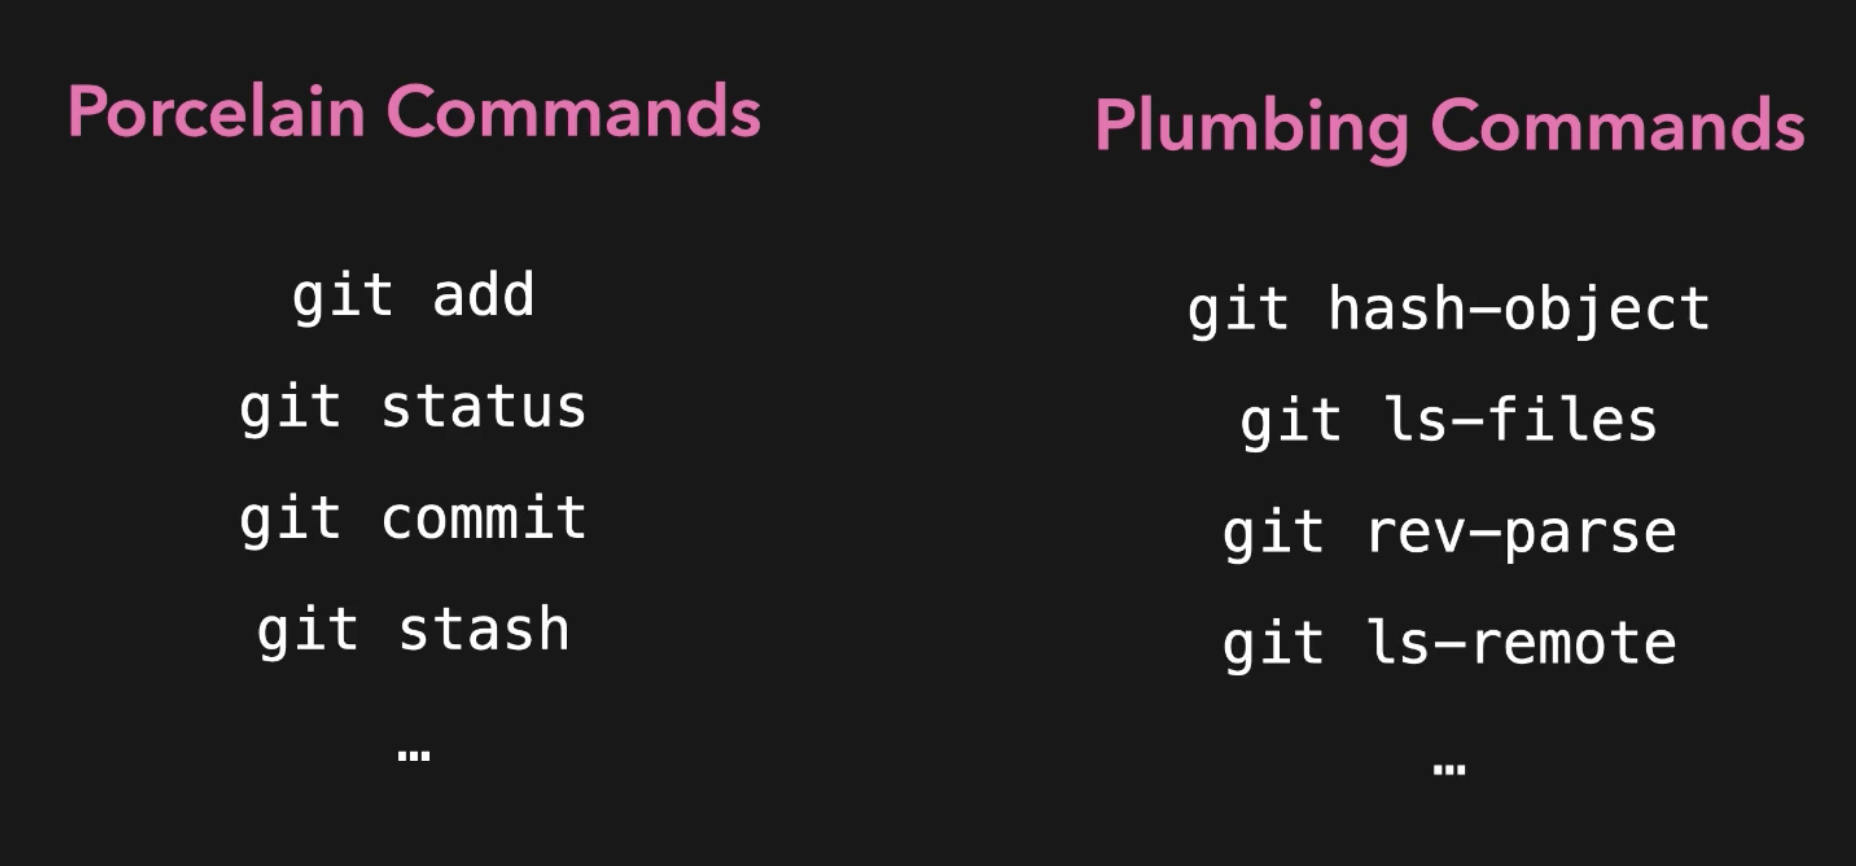 Porcelain Commands
git add
git status
git commit
git stash
…
Plumbing Commands
git hash-object
git ls-files
git rev-parse
git ls-remote
…